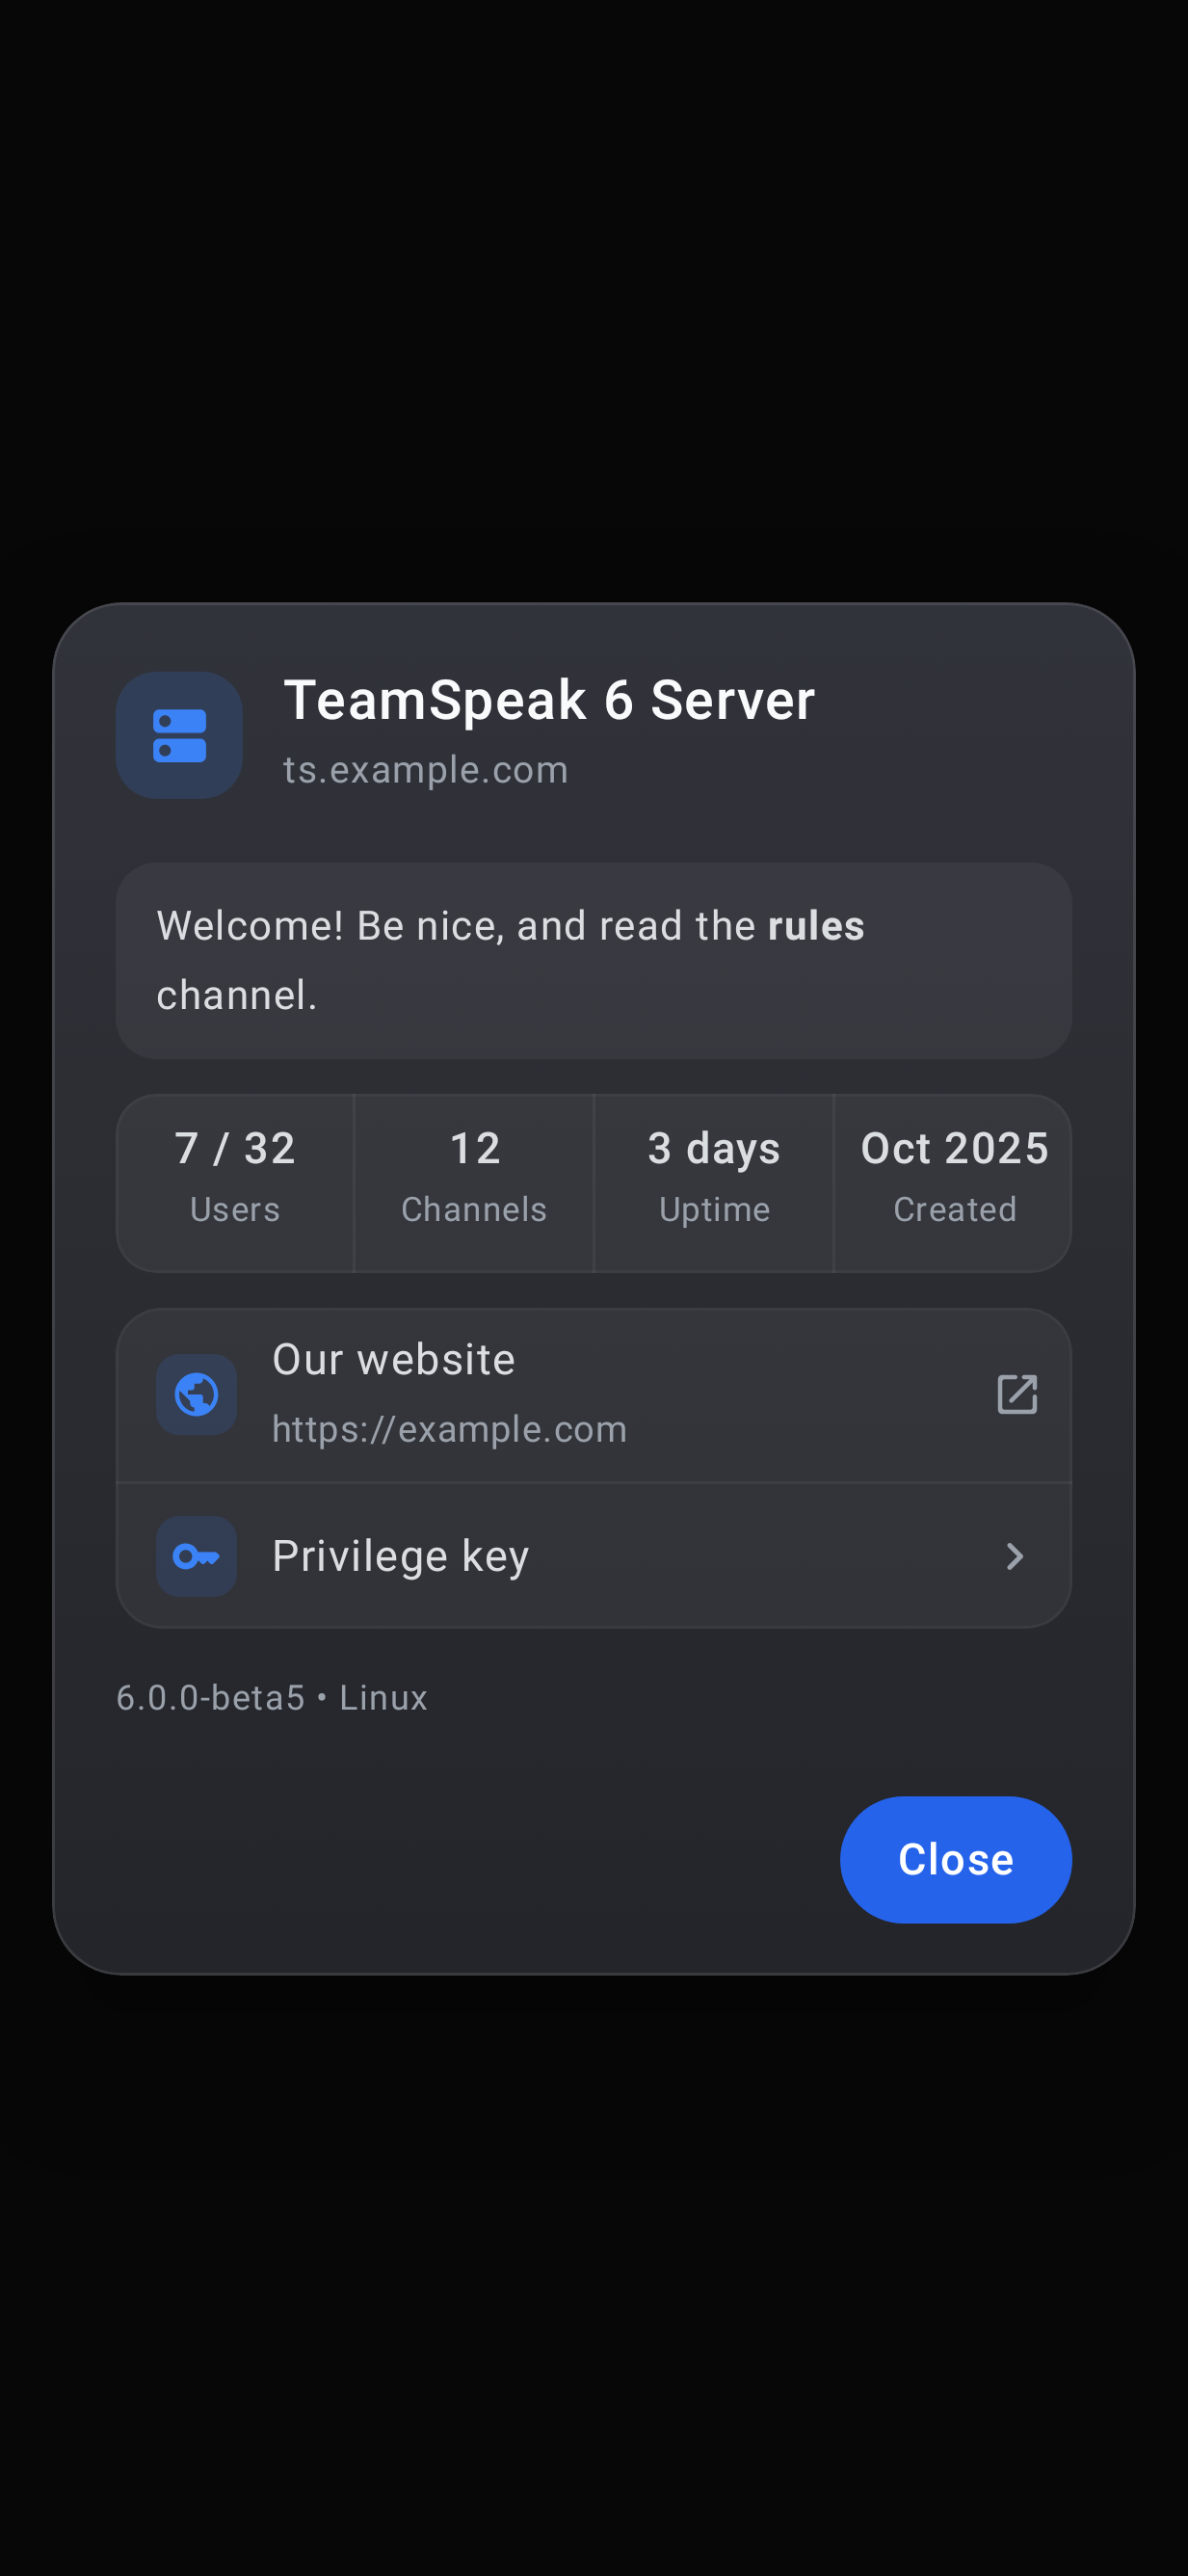 TeamSpeak 6 Server
ts.example.com
Welcome! Be nice, and read the rules
channel.
7 / 32
Users
12
Channels
3 days
Uptime
Oct 2025
Created
Our website
https://example.com
Privilege key
6.0.0-beta5 • Linux
Close